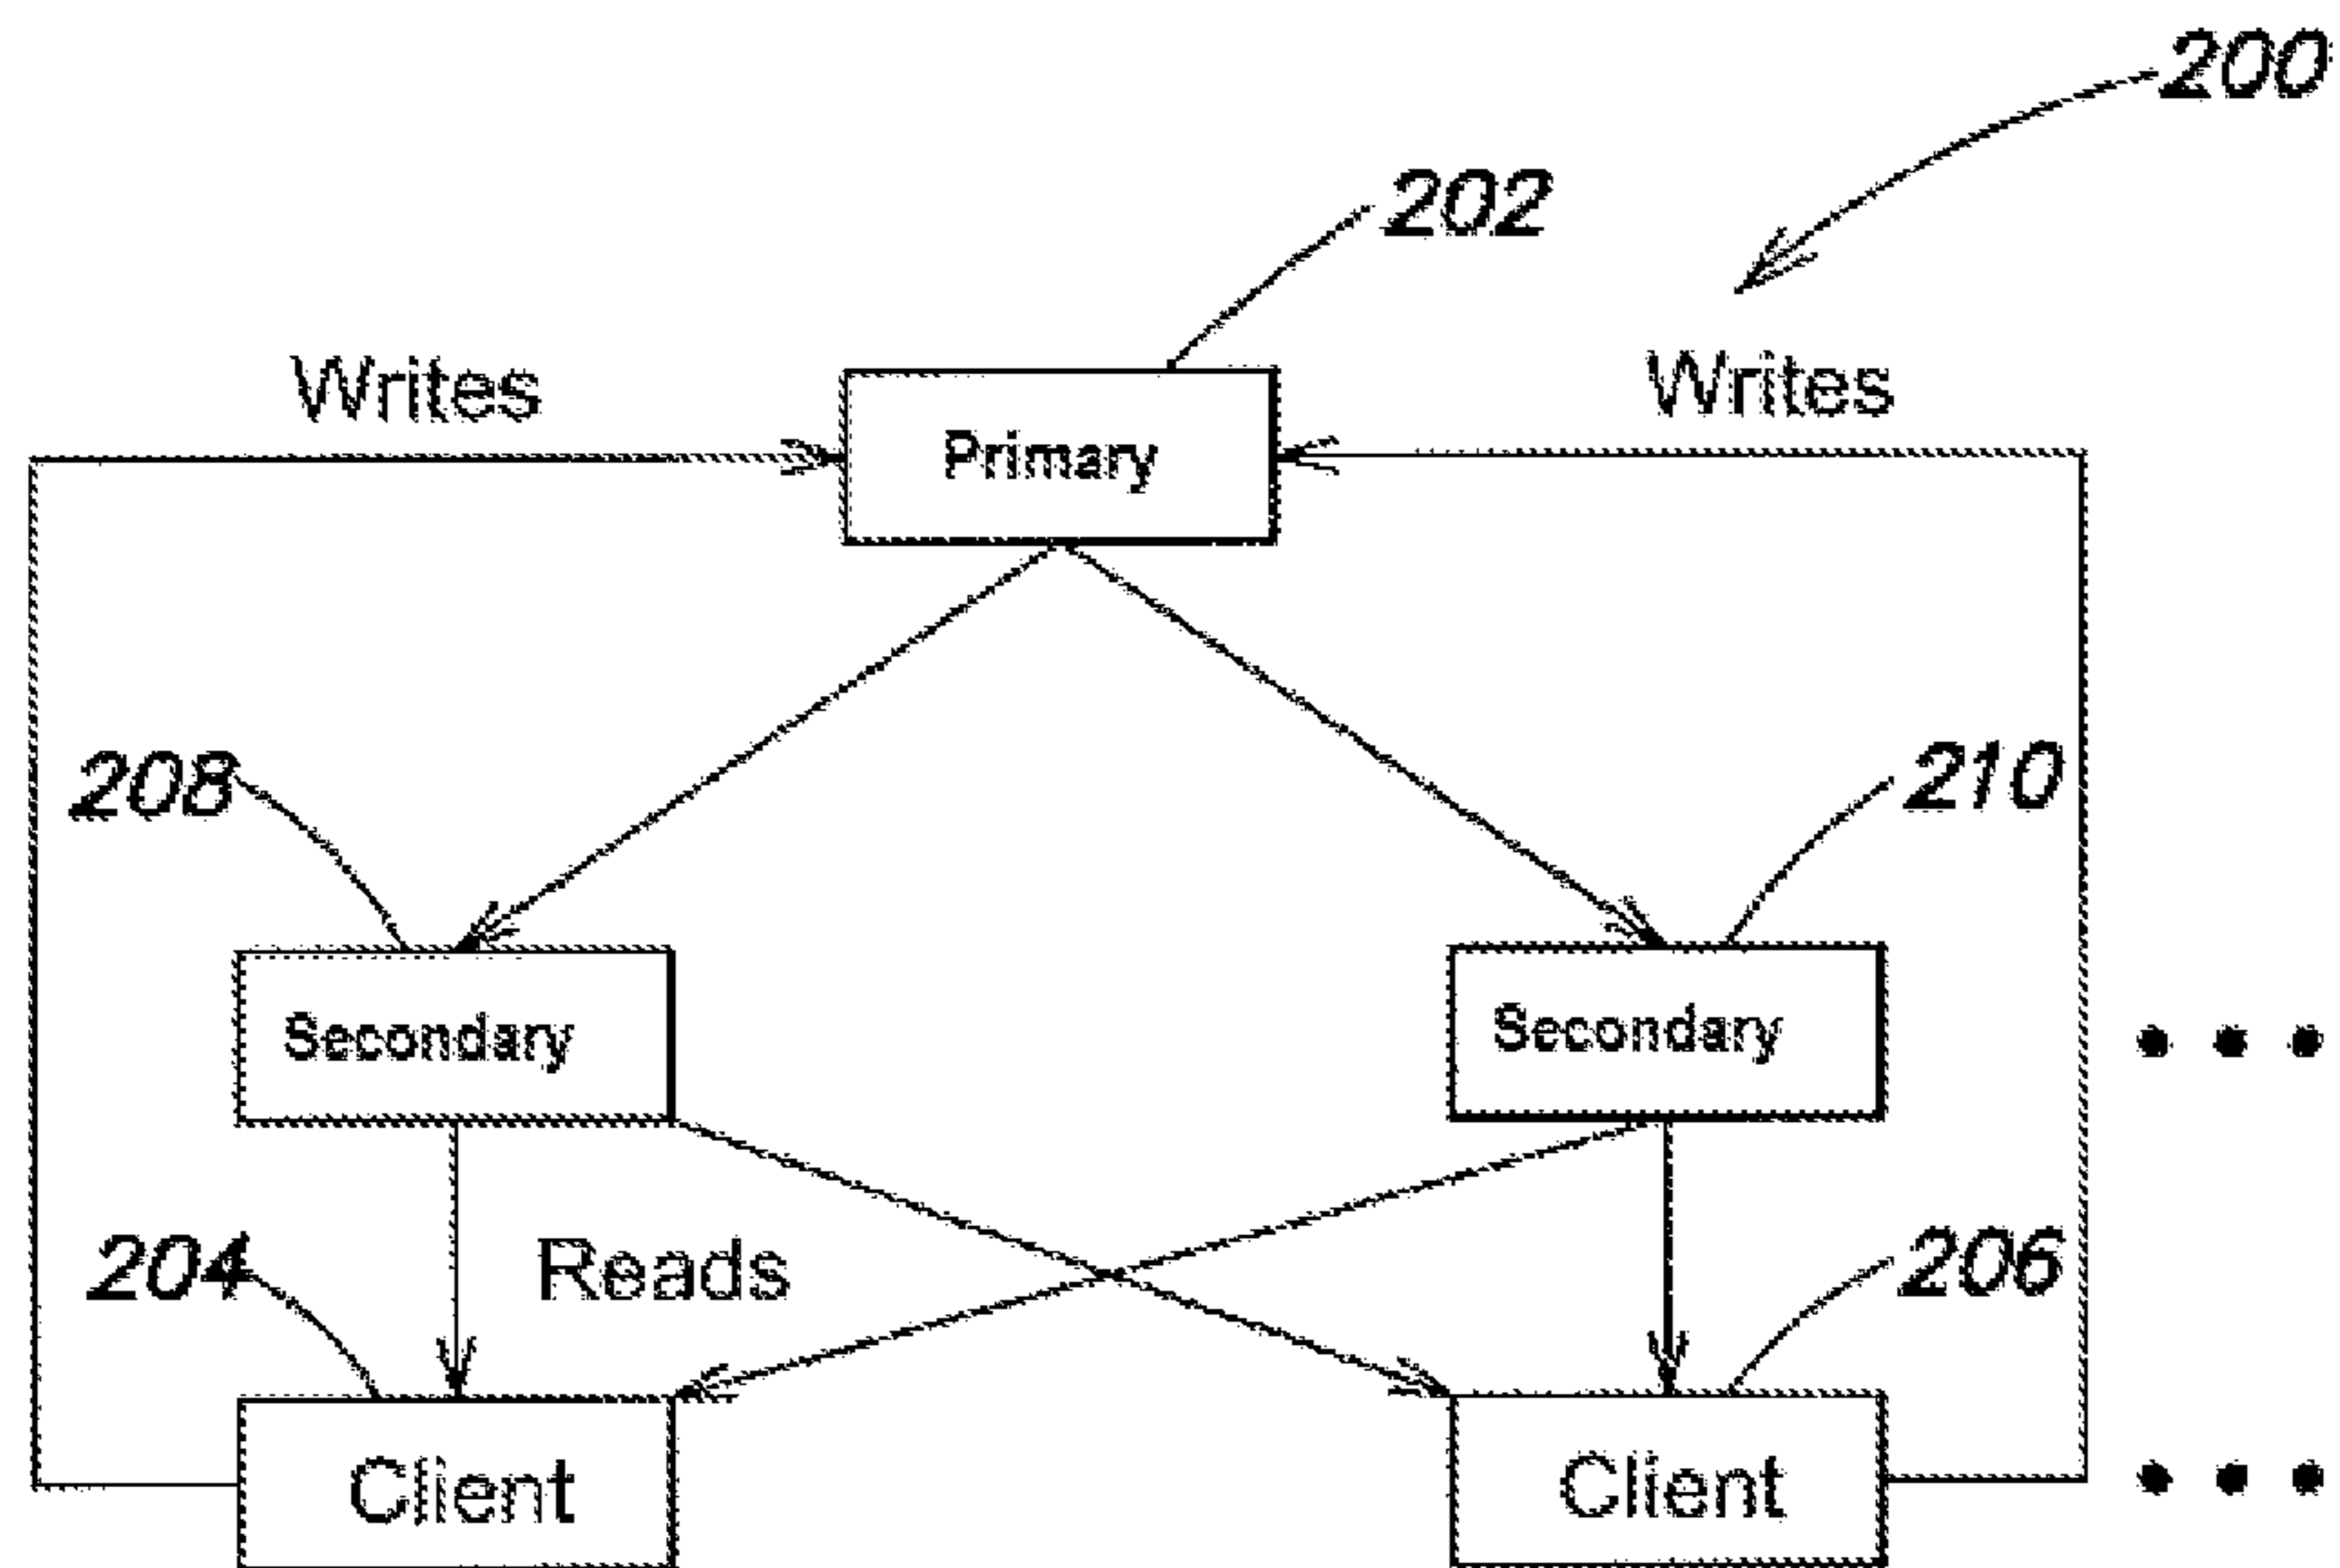 200
202
Writes
Writes
Primary
208
210
Secondary
Secondary
204
Reads
206
Client
Client